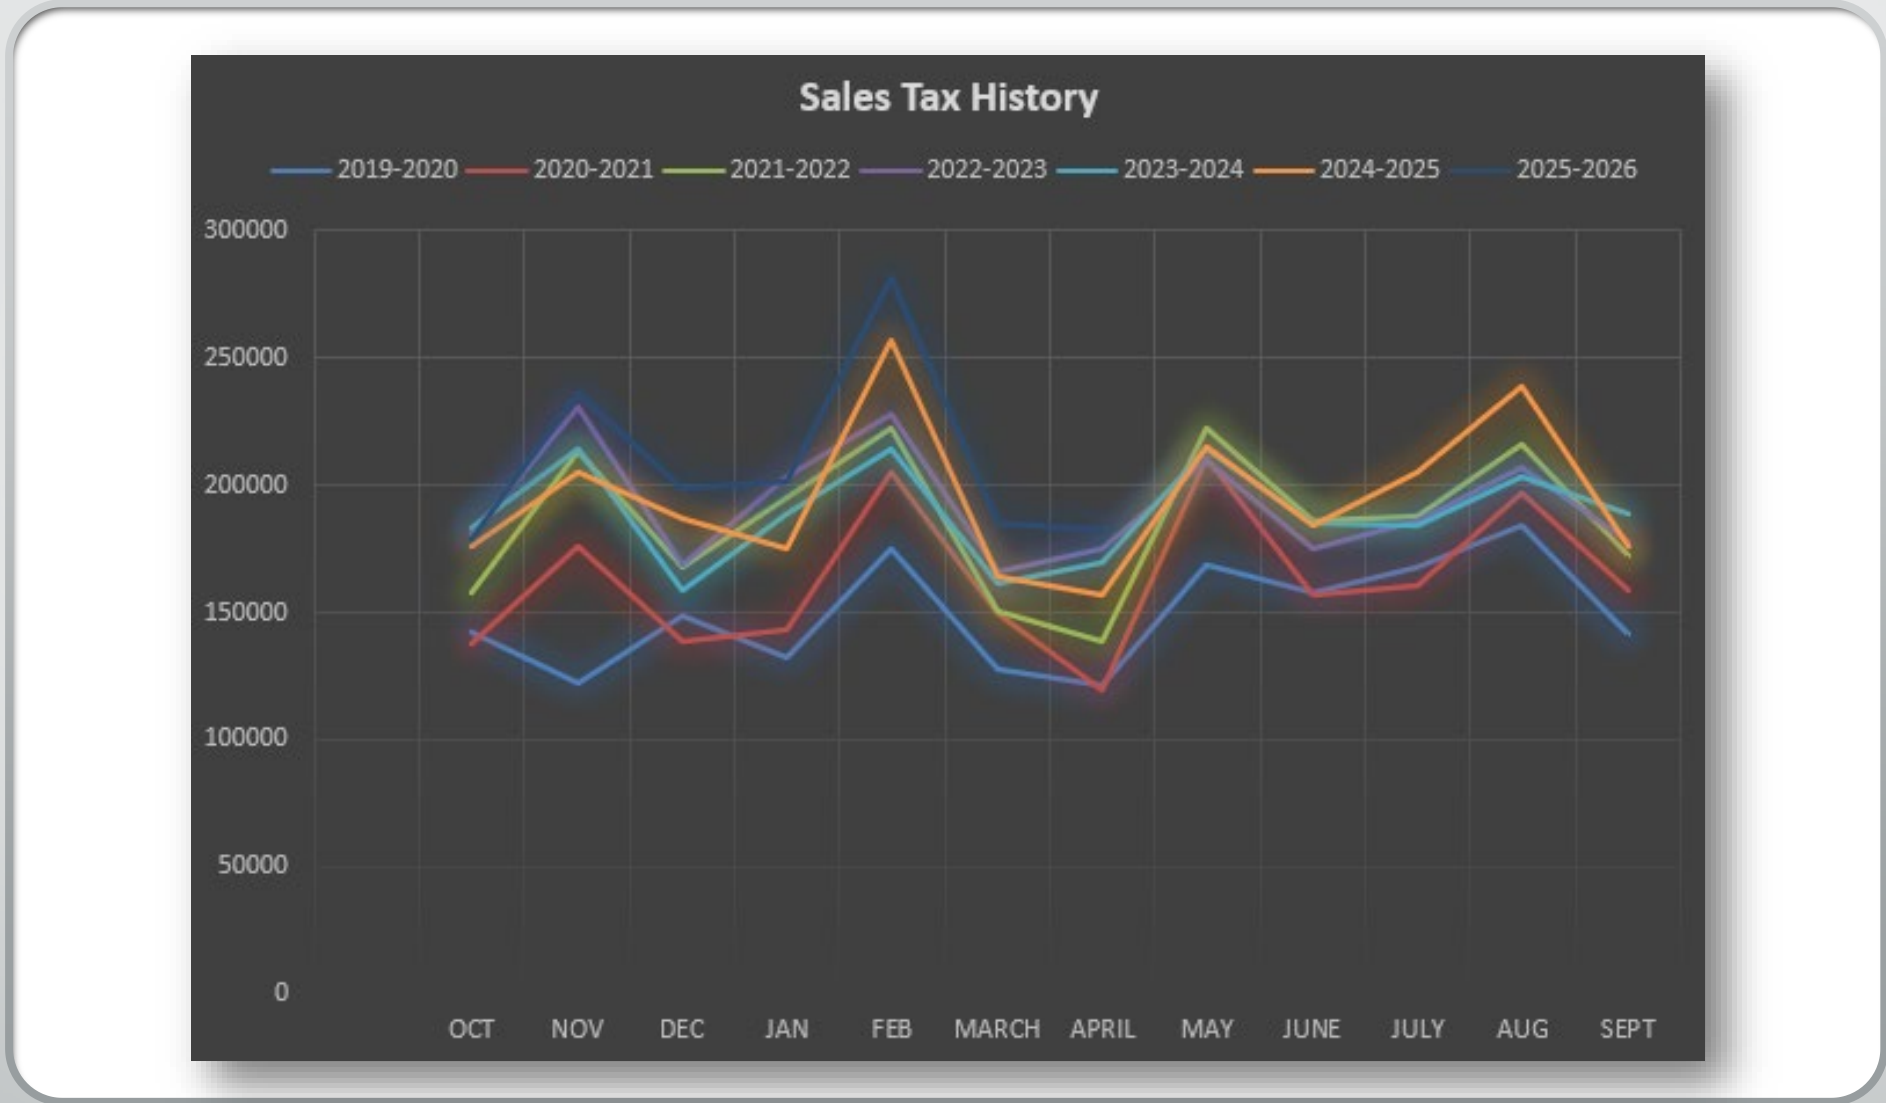 Sales Tax History
2019-2020 2020-2021 2021-2022 2022-2023 2023-2024 2024-2025 2025-2026
300000
250000
200000
150000
100000
50000
0
OCT NOV DEC JAN FEB MARCH APRIL MAY JUNE JULY AUG SEPT